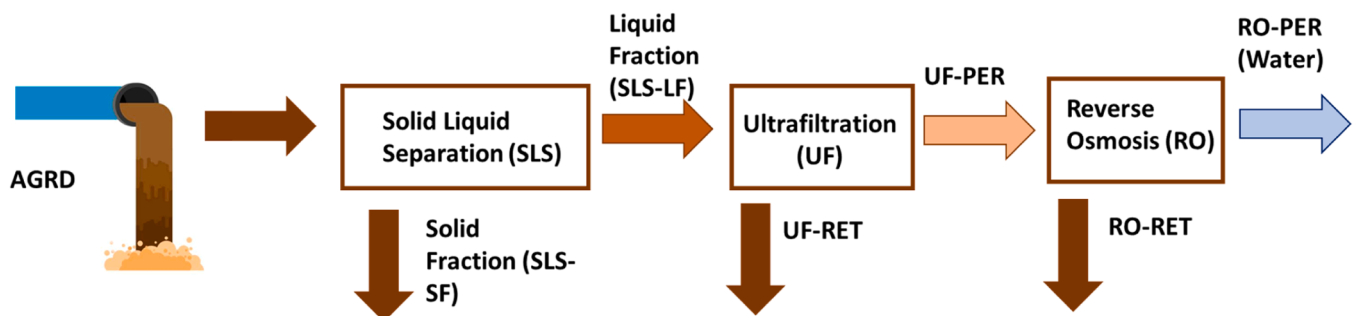 AGRD
Solid Liquid
Separation (SLS)
Solid
Fraction (SLS-
SF)
Liquid
Fraction
(SLS-LF)
Ultrafiltration
(UF)
UF-RET
UF-PER
Reverse
Osmosis (RO)
RO-RET
RO-PER
(Water)